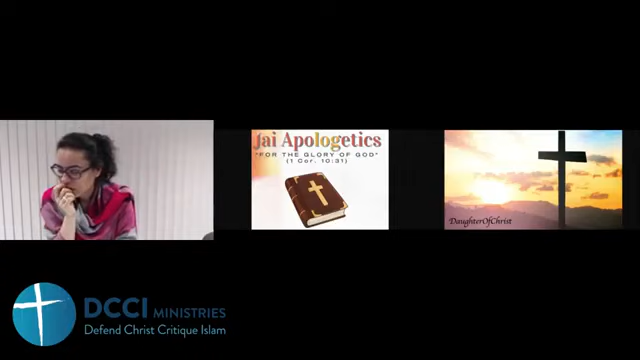 Jai Apologetics
"FOR THE GLORY OF GOD"
(1 Cor. 10:31)
DaughterOfChrist
DCCI MINISTRIES
Defend Christ Critique Islam